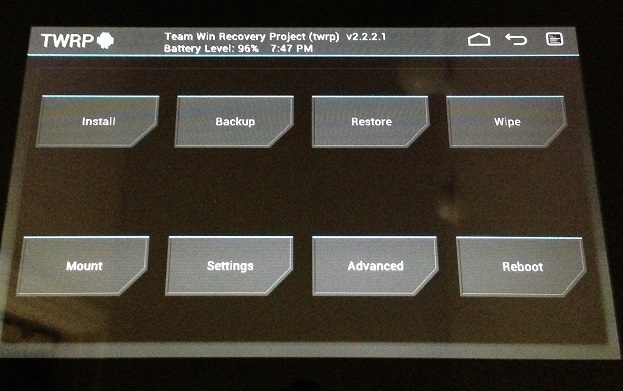 TWRP
Team Win Recovery Project (twrp) v2.2.2.1
Battery Level: 96% 7:47 PM
Install Backup Restore Wipe
Mount Settings Advanced Reboot